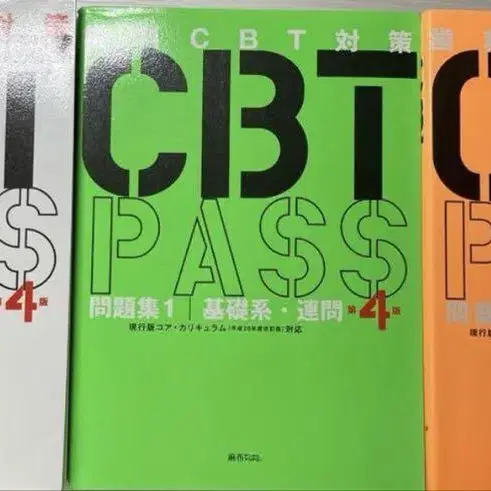 CBT対策
CBT
PASS
問題集1 | 基礎系・連問 第4版
現行版コア・カリキュラム(平成28年度改訂版)対応
麻布
4版